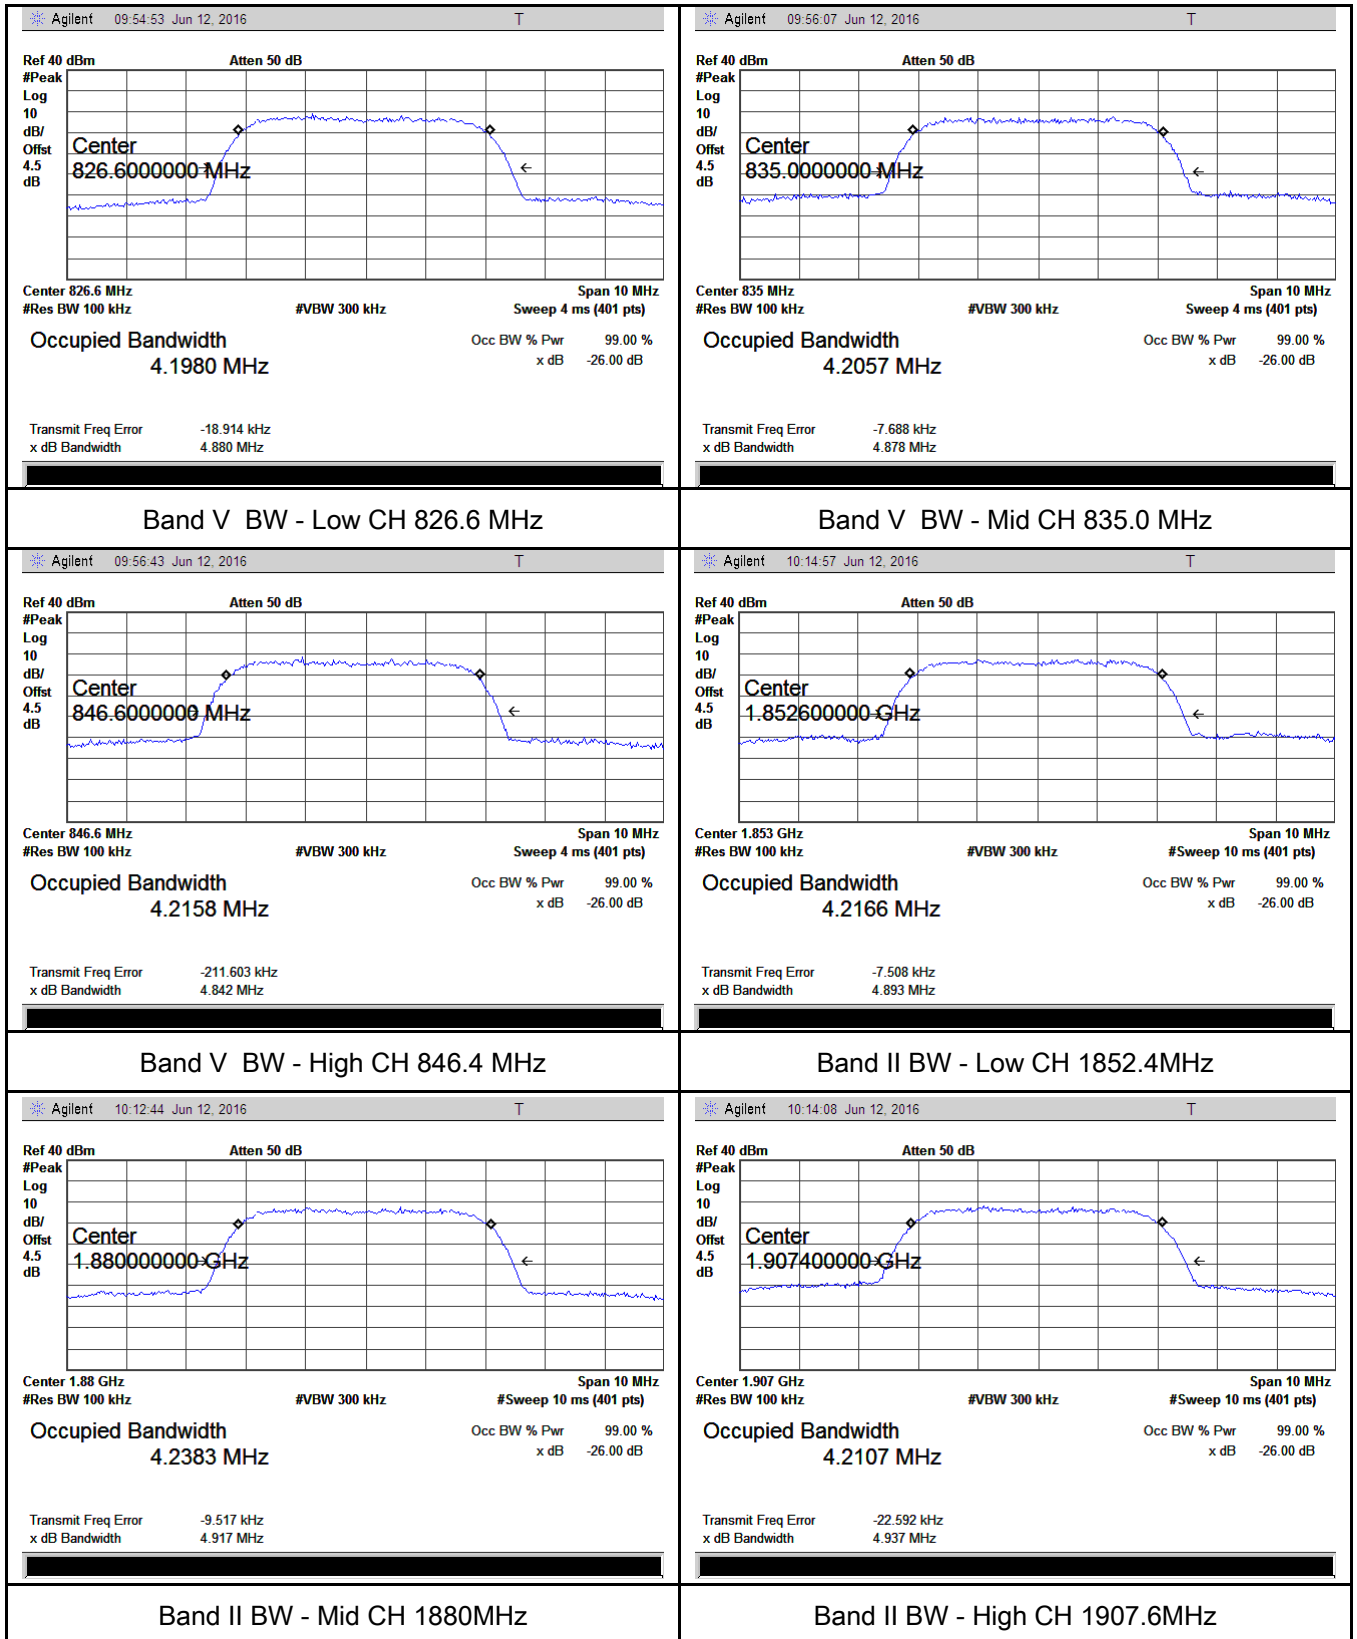 Agilent 09:54:53 Jun 12, 2016 T
Ref 40 dBm Atten 50 dB
#Peak
Log
10
dB/
Offst
4.5
dB
Center
826.6000000 MHz
Center 826.6 MHz Span 10 MHz
#Res BW 100 kHz #VBW 300 kHz Sweep 4 ms (401 pts)
Occupied Bandwidth Occ BW % Pwr 99.00 %
4.1980 MHz x dB -26.00 dB
Transmit Freq Error -18.914 kHz
x dB Bandwidth 4.880 MHz
Band V BW - Low CH 826.6 MHz
Agilent 09:56:07 Jun 12, 2016 T
Ref 40 dBm Atten 50 dB
#Peak
Log
10
dB/
Offst
4.5
dB
Center
835.0000000 MHz
Center 835 MHz Span 10 MHz
#Res BW 100 kHz #VBW 300 kHz Sweep 4 ms (401 pts)
Occupied Bandwidth Occ BW % Pwr 99.00 %
4.2057 MHz x dB -26.00 dB
Transmit Freq Error -7.688 kHz
x dB Bandwidth 4.878 MHz
Band V BW - Mid CH 835.0 MHz
Agilent 09:56:43 Jun 12, 2016 T
Ref 40 dBm Atten 50 dB
#Peak
Log
10
dB/
Offst
4.5
dB
Center
846.6000000 MHz
Center 846.6 MHz Span 10 MHz
#Res BW 100 kHz #VBW 300 kHz Sweep 4 ms (401 pts)
Occupied Bandwidth Occ BW % Pwr 99.00 %
4.2158 MHz x dB -26.00 dB
Transmit Freq Error -211.603 kHz
x dB Bandwidth 4.842 MHz
Band V BW - High CH 846.4 MHz
Agilent 10:14:57 Jun 12, 2016 T
Ref 40 dBm Atten 50 dB
#Peak
Log
10
dB/
Offst
4.5
dB
Center
1.852600000 GHz
Center 1.853 GHz Span 10 MHz
#Res BW 100 kHz #VBW 300 kHz #Sweep 10 ms (401 pts)
Occupied Bandwidth Occ BW % Pwr 99.00 %
4.2166 MHz x dB -26.00 dB
Transmit Freq Error -7.508 kHz
x dB Bandwidth 4.893 MHz
Band II BW - Low CH 1852.4MHz
Agilent 10:12:44 Jun 12, 2016 T
Ref 40 dBm Atten 50 dB
#Peak
Log
10
dB/
Offst
4.5
dB
Center
1.880000000 GHz
Center 1.88 GHz Span 10 MHz
#Res BW 100 kHz #VBW 300 kHz #Sweep 10 ms (401 pts)
Occupied Bandwidth Occ BW % Pwr 99.00 %
4.2383 MHz x dB -26.00 dB
Transmit Freq Error -9.517 kHz
x dB Bandwidth 4.917 MHz
Band II BW - Mid CH 1880MHz
Agilent 10:14:08 Jun 12, 2016 T
Ref 40 dBm Atten 50 dB
#Peak
Log
10
dB/
Offst
4.5
dB
Center
1.907400000 GHz
Center 1.907 GHz Span 10 MHz
#Res BW 100 kHz #VBW 300 kHz #Sweep 10 ms (401 pts)
Occupied Bandwidth Occ BW % Pwr 99.00 %
4.2107 MHz x dB -26.00 dB
Transmit Freq Error -22.592 kHz
x dB Bandwidth 4.937 MHz
Band II BW - High CH 1907.6MHz